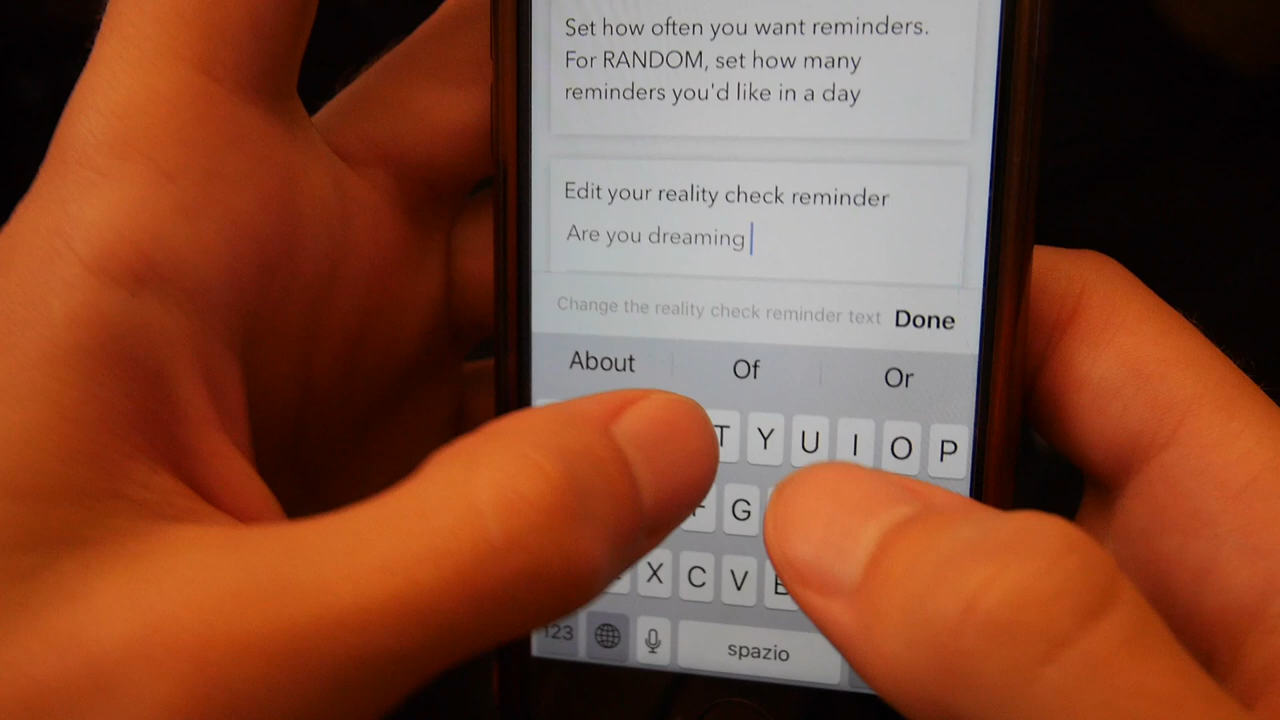 Set how often you want reminders.
For RANDOM, set how many
reminders you'd like in a day
Edit your reality check reminder
Are you dreaming
Change the reality check reminder text Done
About Of Or
T Y U I O P
G
X C V
123 spazio